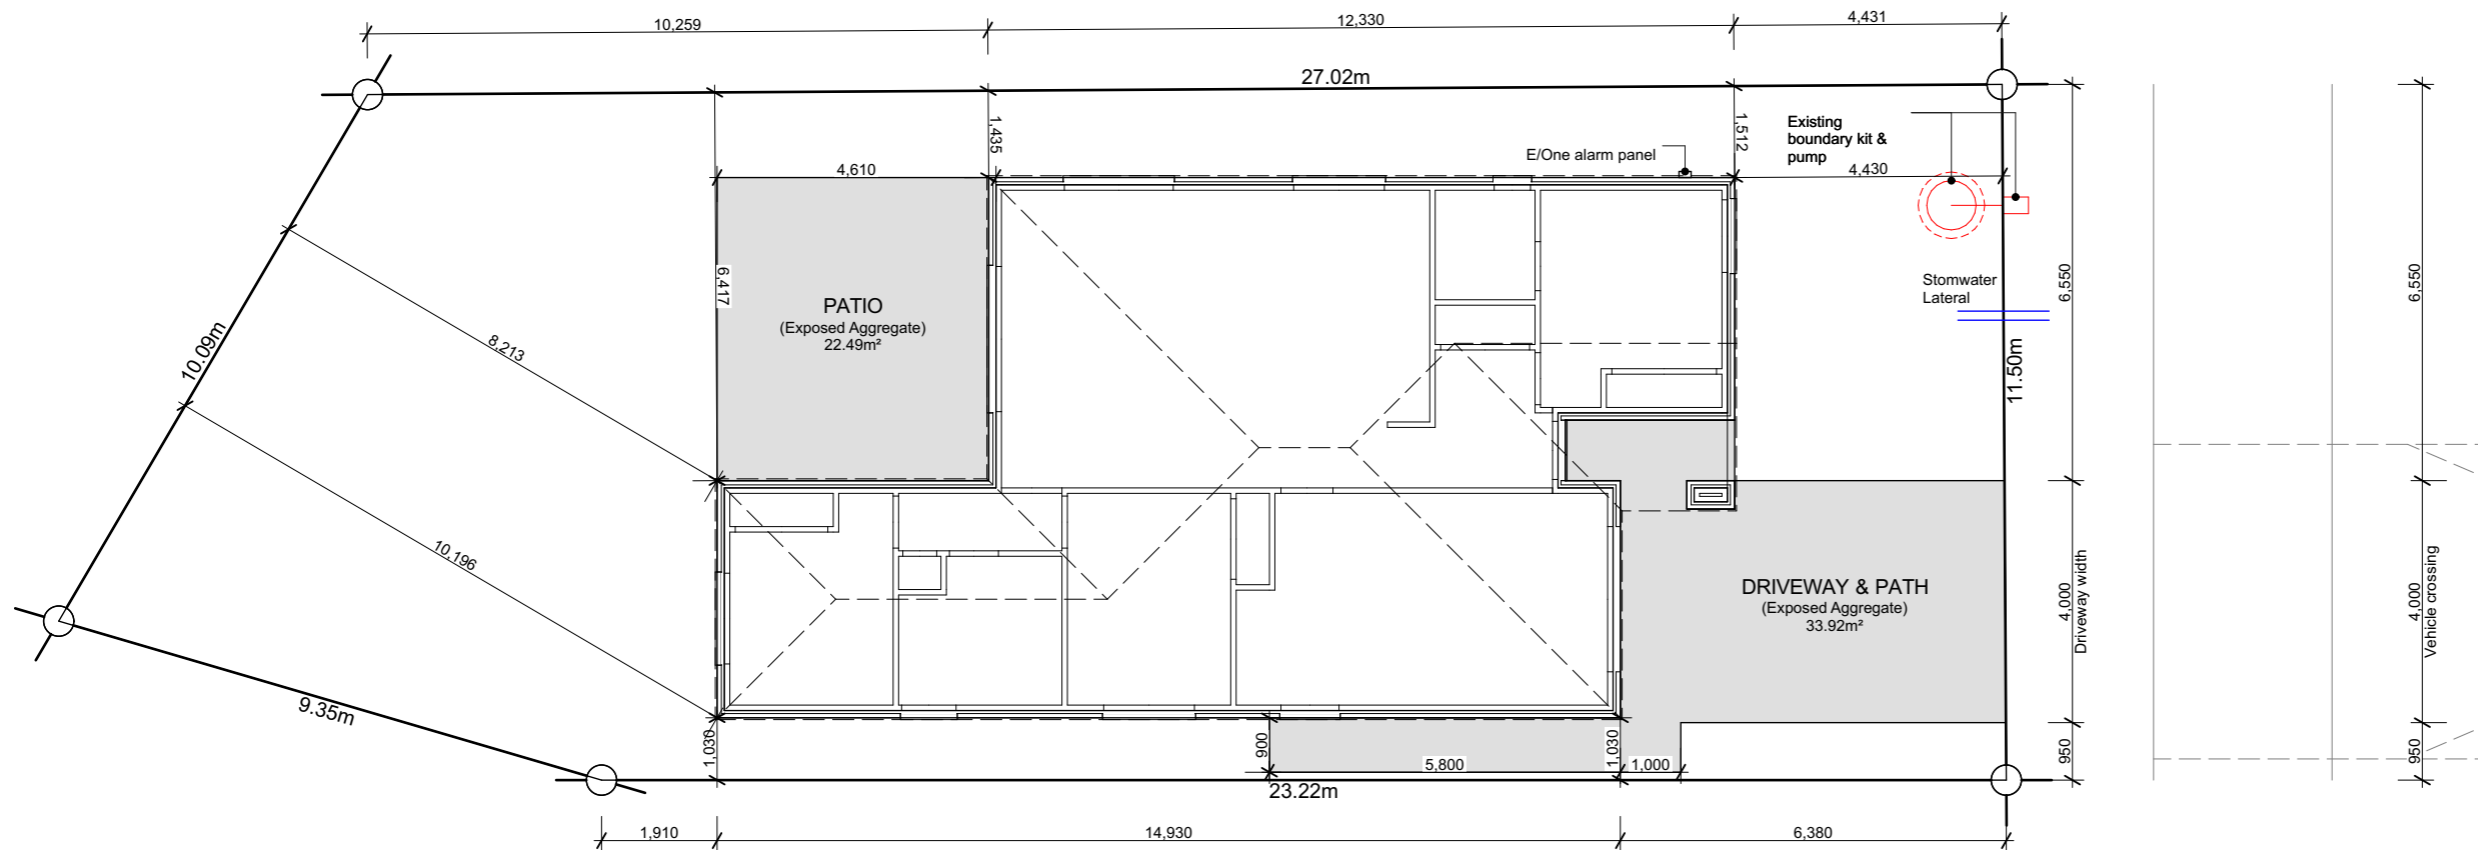 10,259
12,330
4,431
27.02m
1,435
1,512
Existing
boundary kit &
pump
E/One alarm panel
4,610
4,430
6,417
PATIO
(Exposed Aggregate)
22.49m²
Stomwater
Lateral
6,550
6,550
10.09m
8,213
11.50m
10,196
DRIVEWAY & PATH
(Exposed Aggregate)
33.92m²
4,000
Driveway width
4,000
Vehicle crossing
9.35m
1,030
900
1,030
950
950
5,800
1,000
23.22m
1,910
14,930
6,380